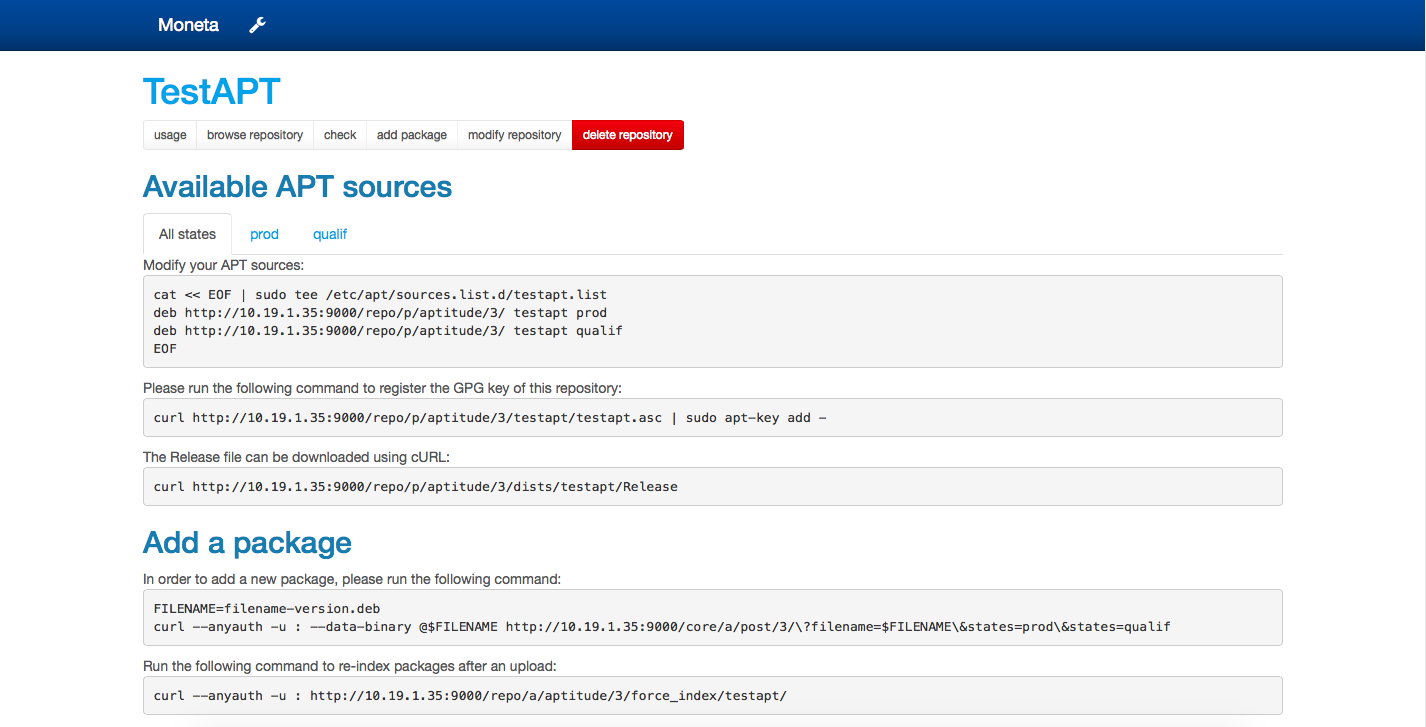 Moneta
TestAPT
usage browse repository check add package modify repository delete repository
Available APT sources
All states prod qualif
Modify your APT sources:
cat << EOF | sudo tee /etc/apt/sources.list.d/testapt.list
deb http://10.19.1.35:9000/repo/p/aptitude/3/ testapt prod
deb http://10.19.1.35:9000/repo/p/aptitude/3/ testapt qualif
EOF
Please run the following command to register the GPG key of this repository:
curl http://10.19.1.35:9000/repo/p/aptitude/3/testapt/testapt.asc | sudo apt-key add -
The Release file can be downloaded using cURL:
curl http://10.19.1.35:9000/repo/p/aptitude/3/dists/testapt/Release
Add a package
In order to add a new package, please run the following command:
FILENAME=filename-version.deb
curl --anyauth -u : --data-binary @$FILENAME http://10.19.1.35:9000/core/a/post/3/\?filename=$FILENAME\&states=prod\&states=qualif
Run the following command to re-index packages after an upload:
curl --anyauth -u : http://10.19.1.35:9000/repo/a/aptitude/3/force_index/testapt/